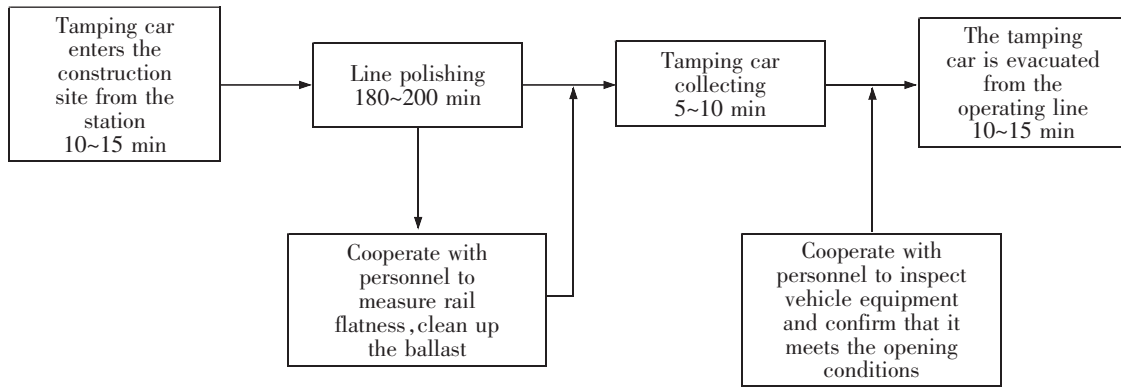 Tamping car
enters the
construction
site from the
station
10~15 min
Line polishing
180~200 min
Tamping car
collecting
5~10 min
The tamping
car is evacuated
from the
operating line
10~15 min
Cooperate with
personnel to
measure rail
flatness,clean up
the ballast
Cooperate with
personnel to inspect
vehicle equipment
and confirm that it
meets the opening
conditions